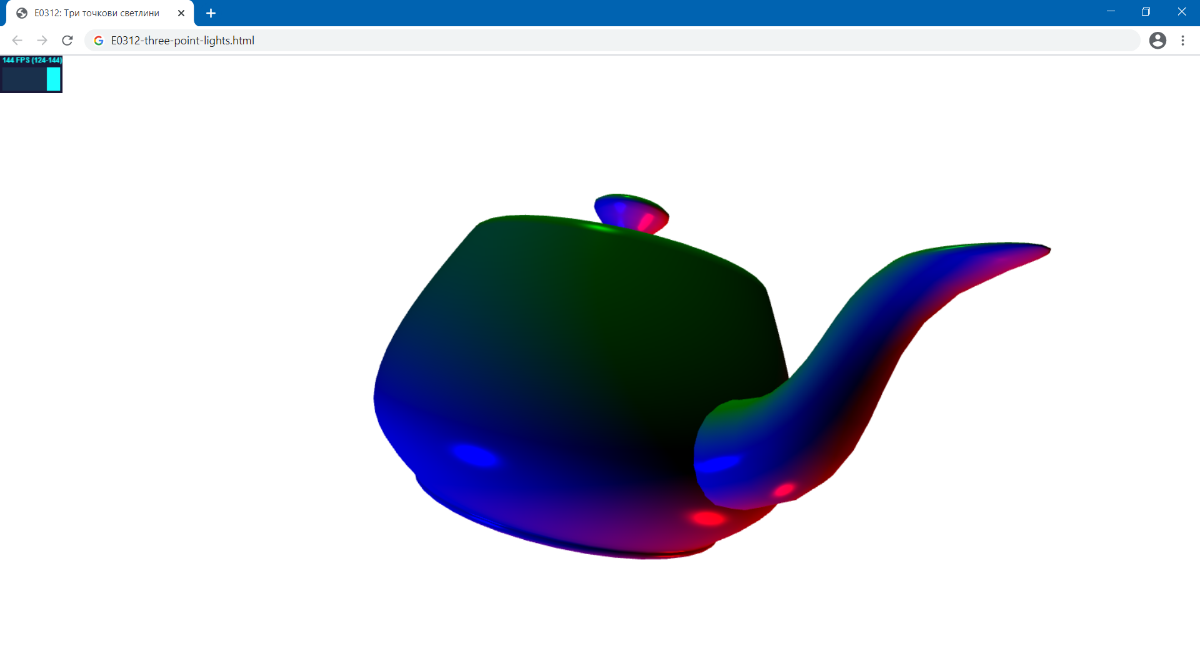 E0312: Три точкови светлини
E0312-three-point-lights.html
144 FPS (124-144)